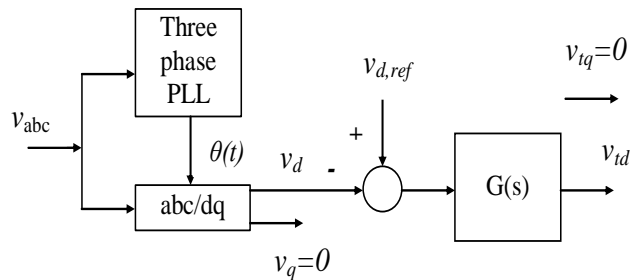 Three
phase
PLL
v_abc
θ(t)
abc/dq
v_d
v_q=0
v_d,ref
+
-
G(s)
v_tq=0
v_td